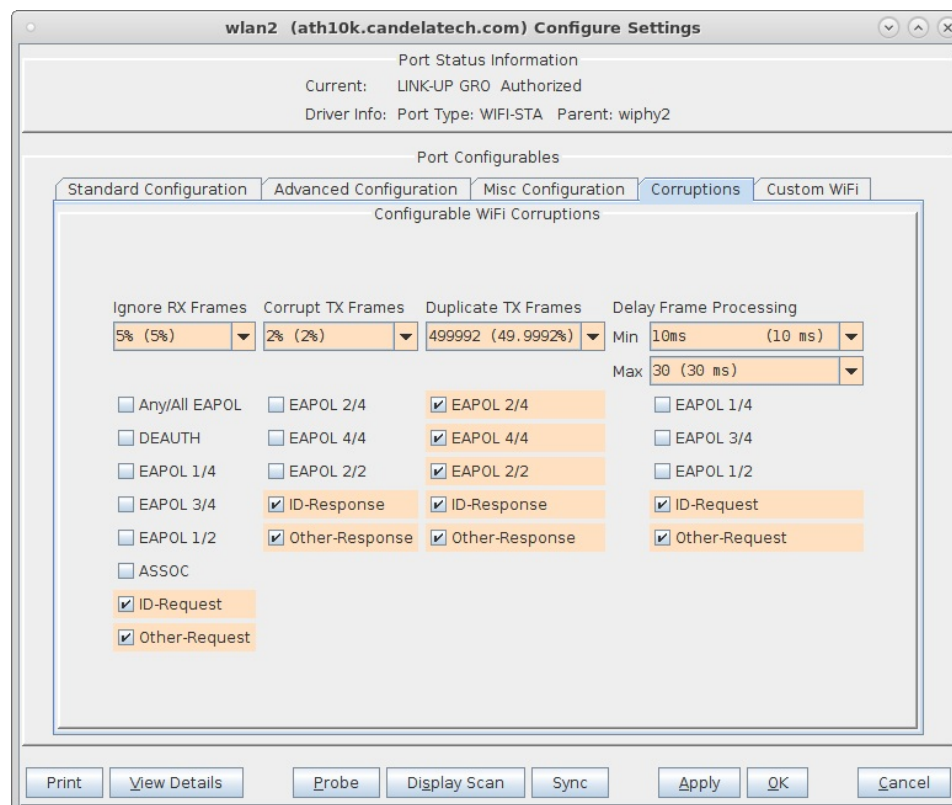 wlan2 (ath10k.candelatech.com) Configure Settings
Port Status Information
Current: LINK-UP GRO Authorized
Driver Info: Port Type: WIFI-STA Parent: wiphy2
Port Configurables
Standard Configuration Advanced Configuration Misc Configuration Corruptions Custom WiFi
Configurable WiFi Corruptions
Ignore RX Frames Corrupt TX Frames Duplicate TX Frames Delay Frame Processing
5% (5%) 2% (2%) 499992 (49.9992%) Min 10ms (10 ms)
Max 30 (30 ms)
Any/All EAPOL EAPOL 2/4 EAPOL 2/4 EAPOL 1/4
DEAUTH EAPOL 4/4 EAPOL 4/4 EAPOL 3/4
EAPOL 1/4 EAPOL 2/2 EAPOL 2/2 EAPOL 1/2
EAPOL 3/4 ID-Response ID-Response ID-Request
EAPOL 1/2 Other-Response Other-Response Other-Request
ASSOC
ID-Request
Other-Request
Print View Details Probe Display Scan Sync Apply OK Cancel